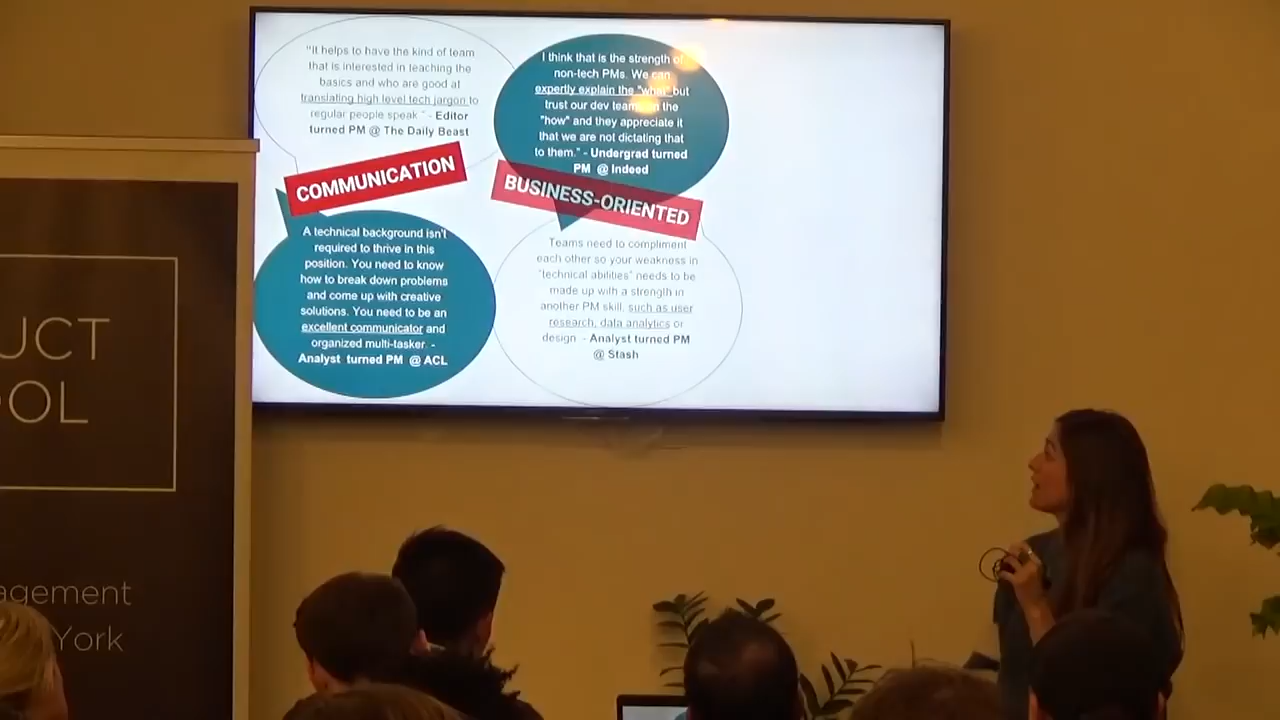 "It helps to have the kind of team
that is interested in teaching the
basics and who are good at
translating high level tech jargon to
regular people speak." - Editor
turned PM @ The Daily Beast
COMMUNICATION
A technical background isn't
required to thrive in this
position. You need to know
how to break down problems
and come up with creative
solutions. You need to be an
excellent communicator and
organized multi-tasker. -
Analyst turned PM @ ACL
I think that is the strength of
non-tech PMs. We can
expertly explain the "what" but
trust our dev teams on the
"how" and they appreciate it
that we are not dictating that
to them." - Undergrad turned
PM @ Indeed
BUSINESS-ORIENTED
Teams need to compliment
each other so your weakness in
"technical abilities" needs to be
made up with a strength in
another PM skill, such as user
research, data analytics or
design - Analyst turned PM
@ Stash
UCT
OOL
agement
York